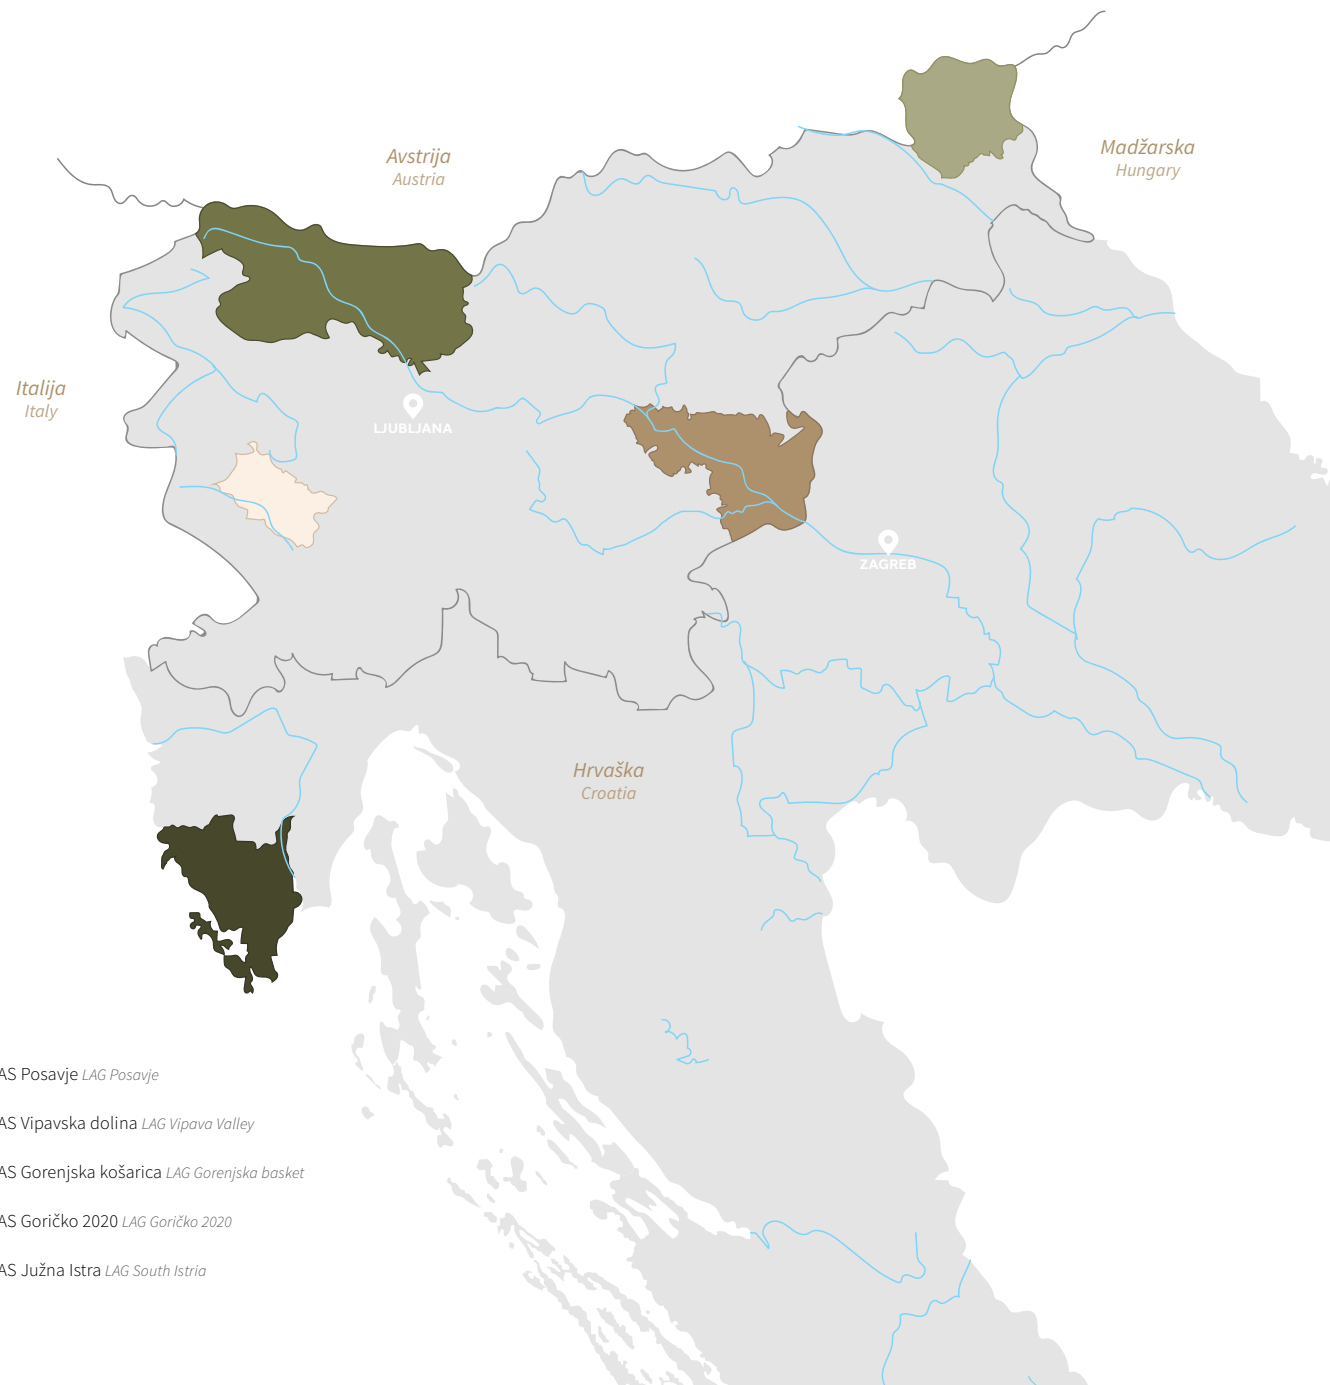 Avstrija
Austria
Madžarska
Hungary
Italija
Italy
LJUBLJANA
ZAGREB
Hrvaška
Croatia
AS Posavje LAG Posavje
AS Vipavska dolina LAG Vipava Valley
AS Gorenjska košarica LAG Gorenjska basket
AS Goričko 2020 LAG Goričko 2020
AS Južna Istra LAG South Istria